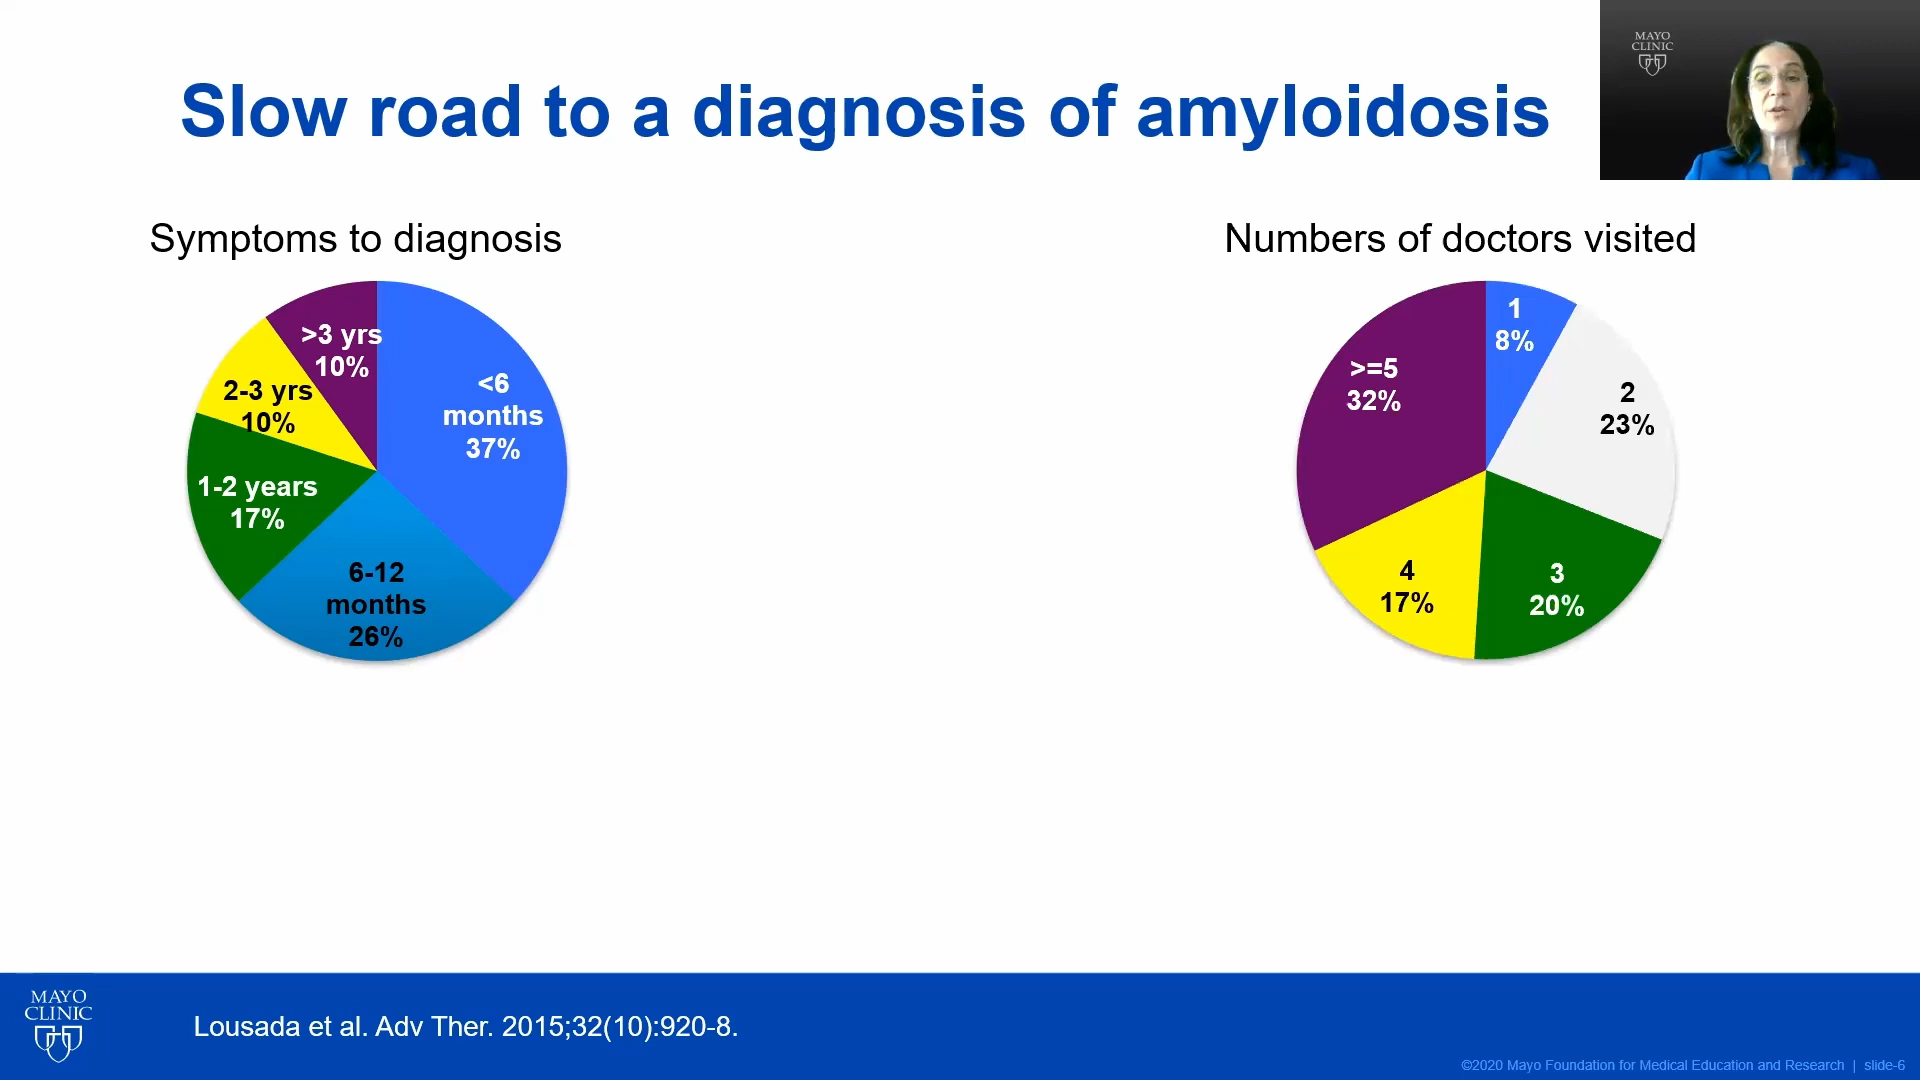 MAYO
CLINIC
Slow road to a diagnosis of amyloidosis
Symptoms to diagnosis
>3 yrs
10%
<6
months
37%
2-3 yrs
10%
1-2 years
17%
6-12
months
26%
Numbers of doctors visited
1
8%
>=5
32%
2
23%
4
17%
3
20%
MAYO
CLINIC
Lousada et al. Adv Ther. 2015;32(10):920-8.
©2020 Mayo Foundation for Medical Education and Research | slide-6